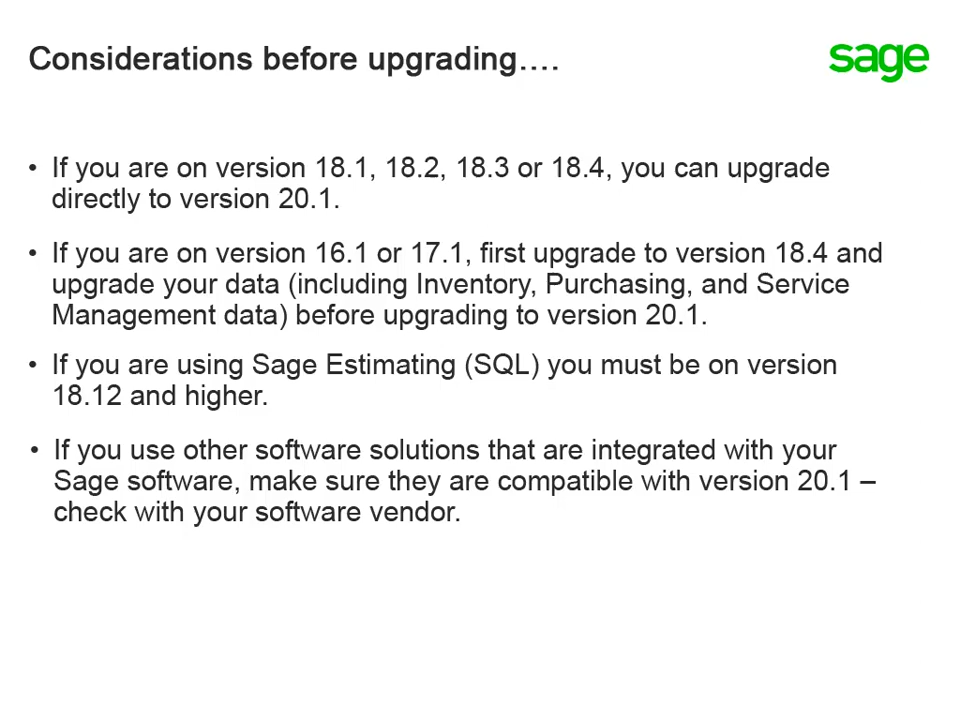 Considerations before upgrading….
sage
• If you are on version 18.1, 18.2, 18.3 or 18.4, you can upgrade
directly to version 20.1.
• If you are on version 16.1 or 17.1, first upgrade to version 18.4 and
upgrade your data (including Inventory, Purchasing, and Service
Management data) before upgrading to version 20.1.
• If you are using Sage Estimating (SQL) you must be on version
18.12 and higher.
• If you use other software solutions that are integrated with your
Sage software, make sure they are compatible with version 20.1 –
check with your software vendor.